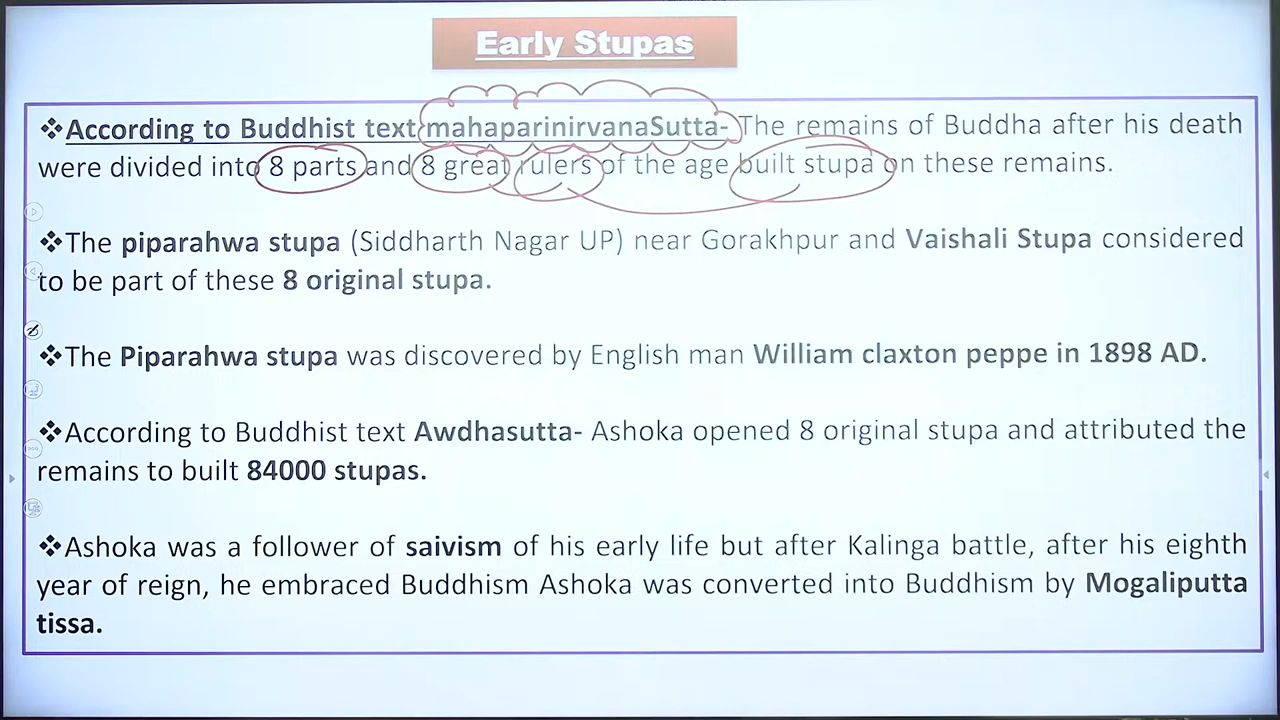 Early Stupas
❖According to Buddhist text mahaparinirvanaSutta- The remains of Buddha after his death
were divided into 8 parts and 8 great rulers of the age built stupa on these remains.
❖The piparahwa stupa (Siddharth Nagar UP) near Gorakhpur and Vaishali Stupa considered
to be part of these 8 original stupa.
❖The Piparahwa stupa was discovered by English man William claxton peppe in 1898 AD.
❖According to Buddhist text Awdhasutta- Ashoka opened 8 original stupa and attributed the
remains to built 84000 stupas.
❖Ashoka was a follower of saivism of his early life but after Kalinga battle, after his eighth
year of reign, he embraced Buddhism Ashoka was converted into Buddhism by Mogaliputta
tissa.